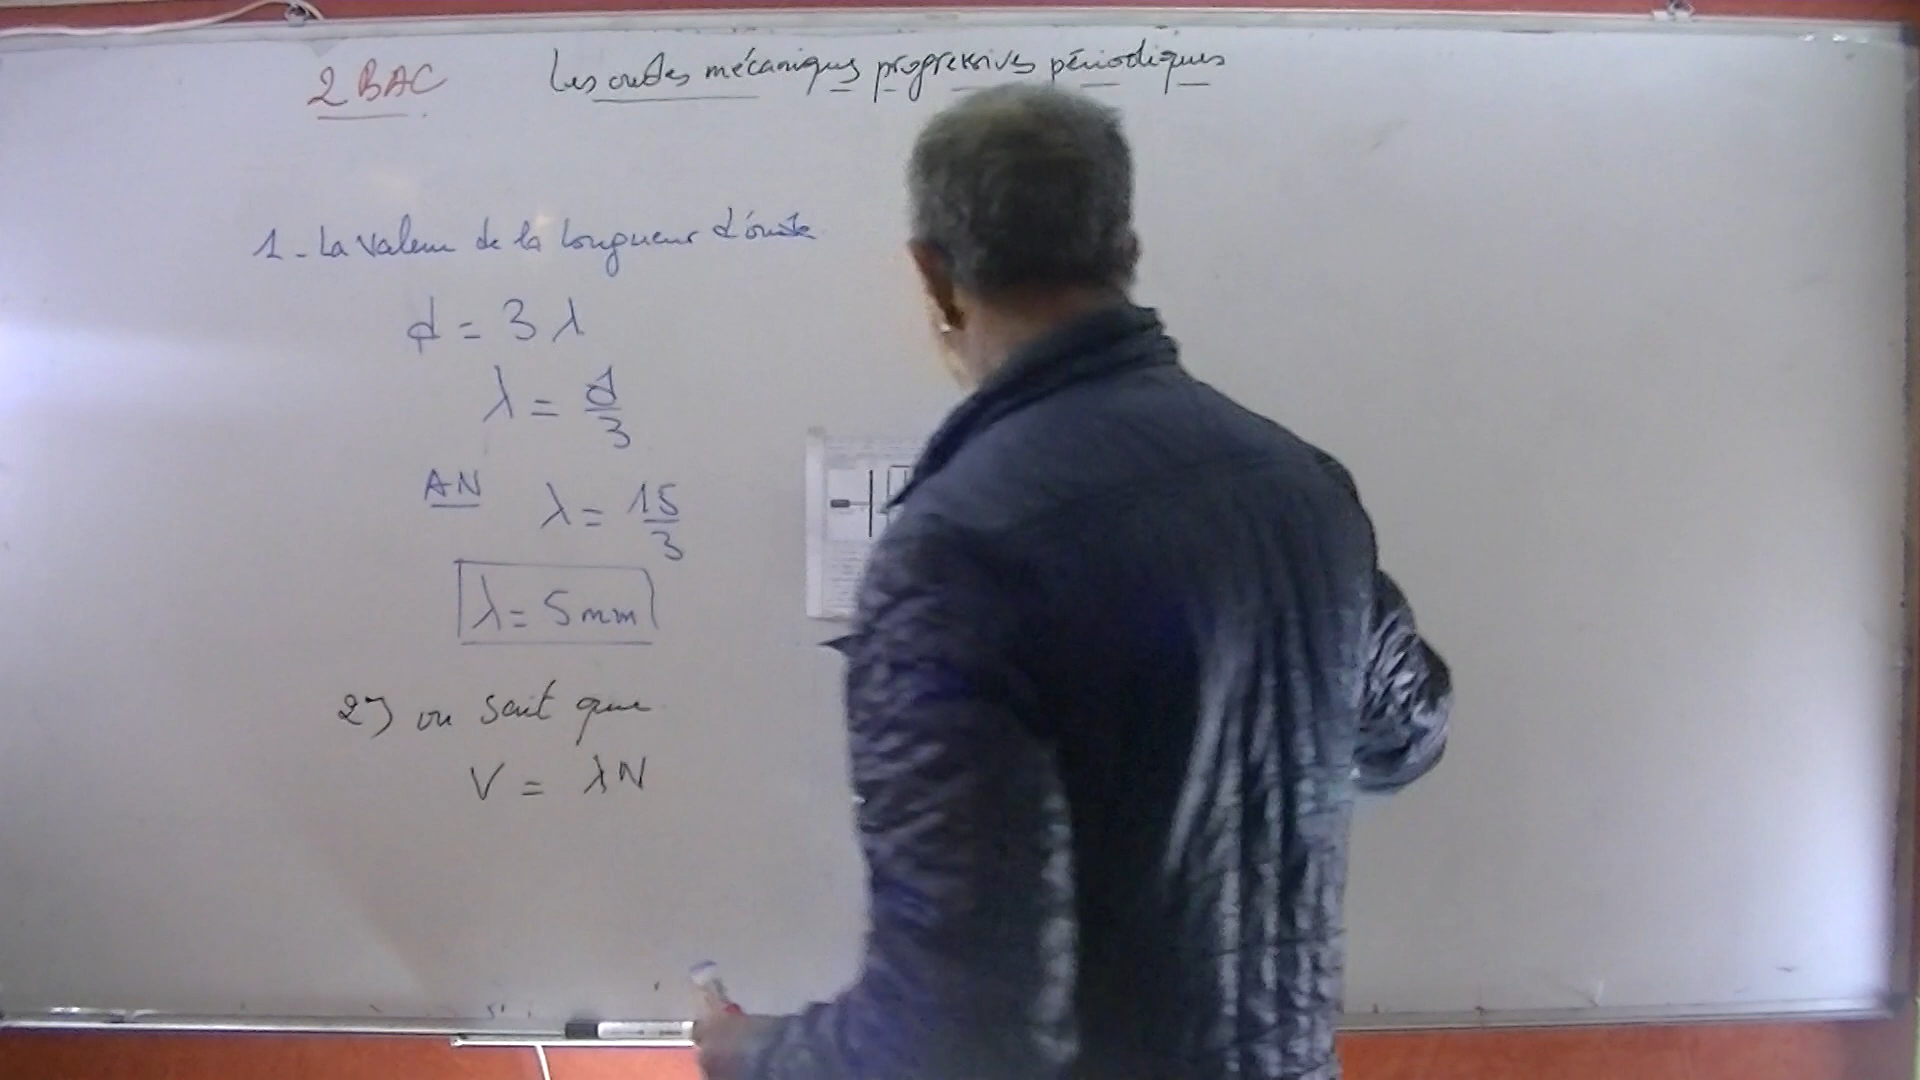 2 BAC Les ondes mécaniques progressives périodiques
1 - La valeur de la longueur d'onde
d = 3 λ
λ = d/3
AN λ = 15/3
λ = 5 mm
2) on sait que
V = λN